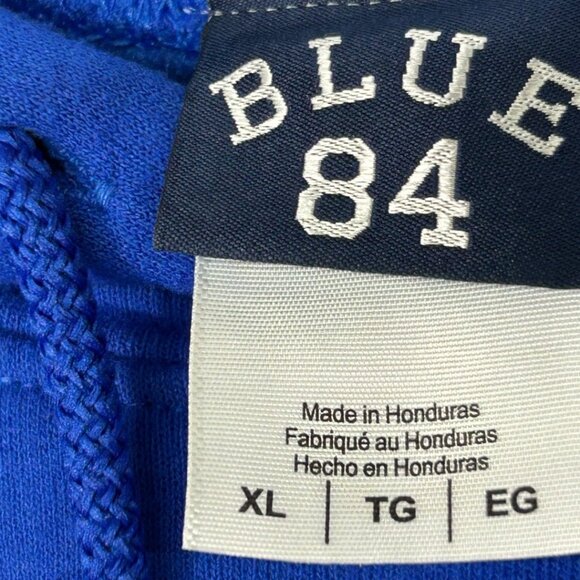 BLUE
84
Made in Honduras
Fabriqué au Honduras
Hecho en Honduras
XL | TG | EG